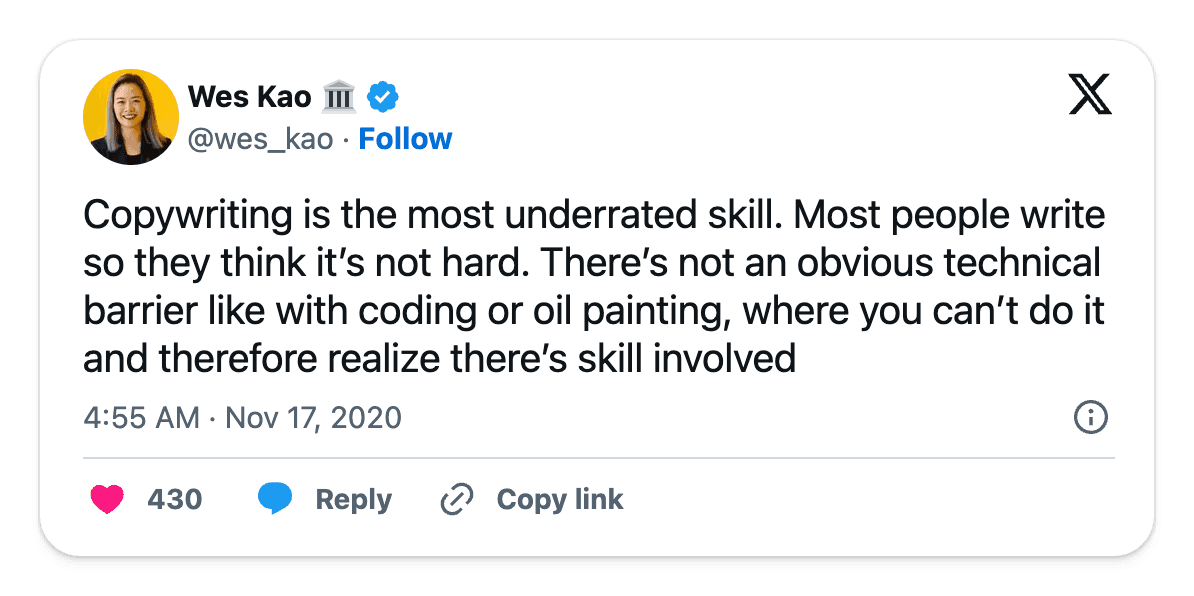 Wes Kao 🏛️
@wes_kao · Follow
Copywriting is the most underrated skill. Most people write
so they think it’s not hard. There’s not an obvious technical
barrier like with coding or oil painting, where you can’t do it
and therefore realize there’s skill involved
4:55 AM · Nov 17, 2020
430 Reply Copy link